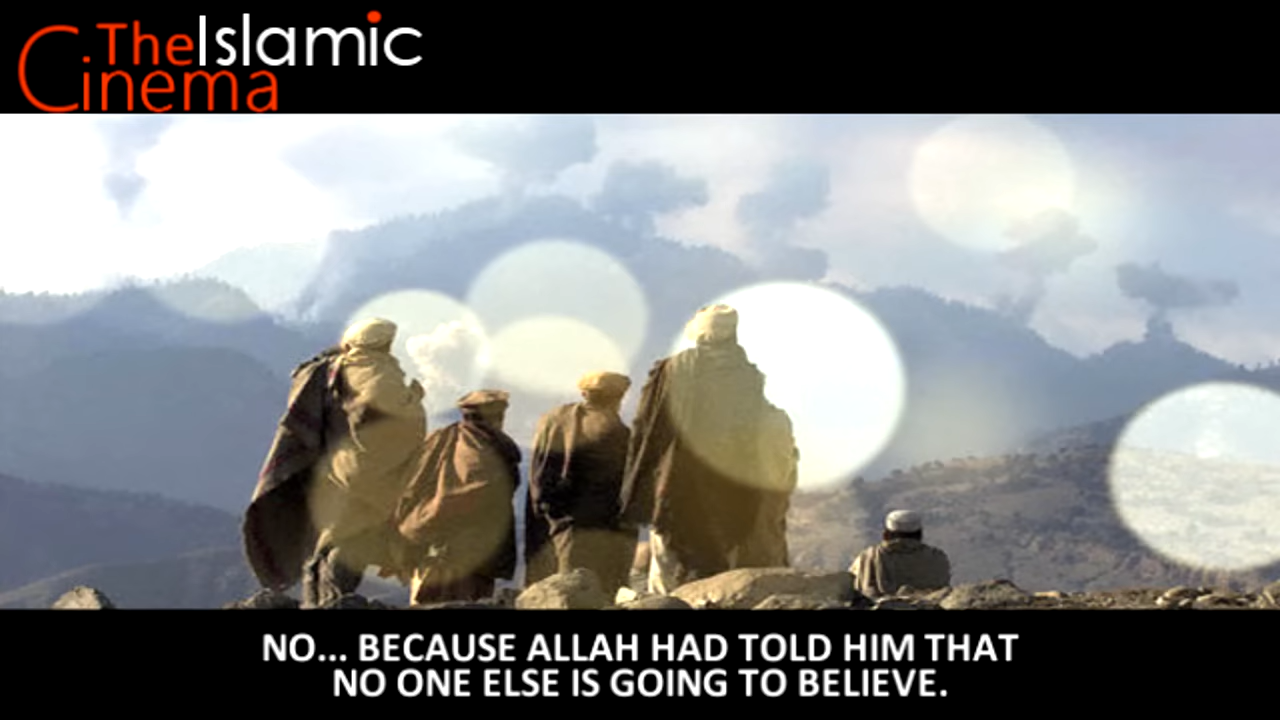 TheIslamic
Cinema
NO... BECAUSE ALLAH HAD TOLD HIM THAT
NO ONE ELSE IS GOING TO BELIEVE.